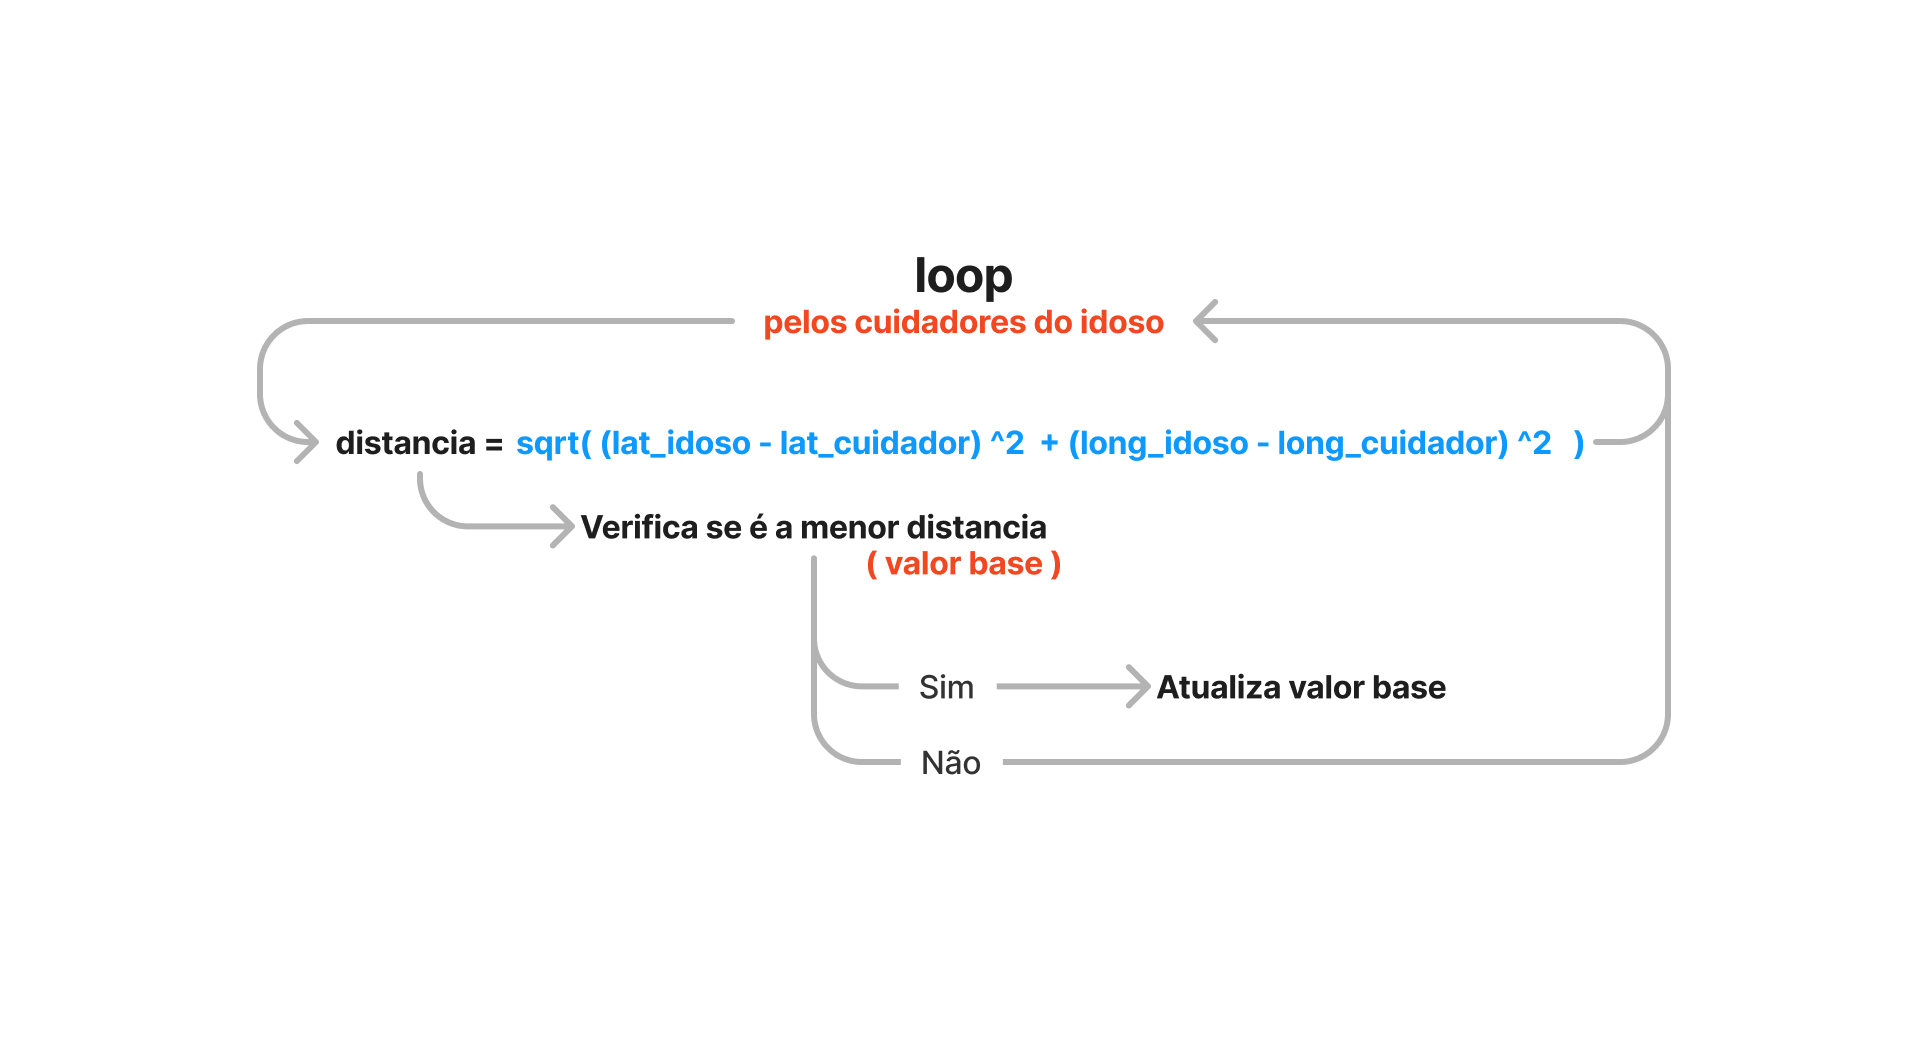 loop
pelos cuidadores do idoso
distancia = sqrt( (lat_idoso - lat_cuidador) ^2 + (long_idoso - long_cuidador) ^2 )
Verifica se é a menor distancia
( valor base )
Sim
Atualiza valor base
Não